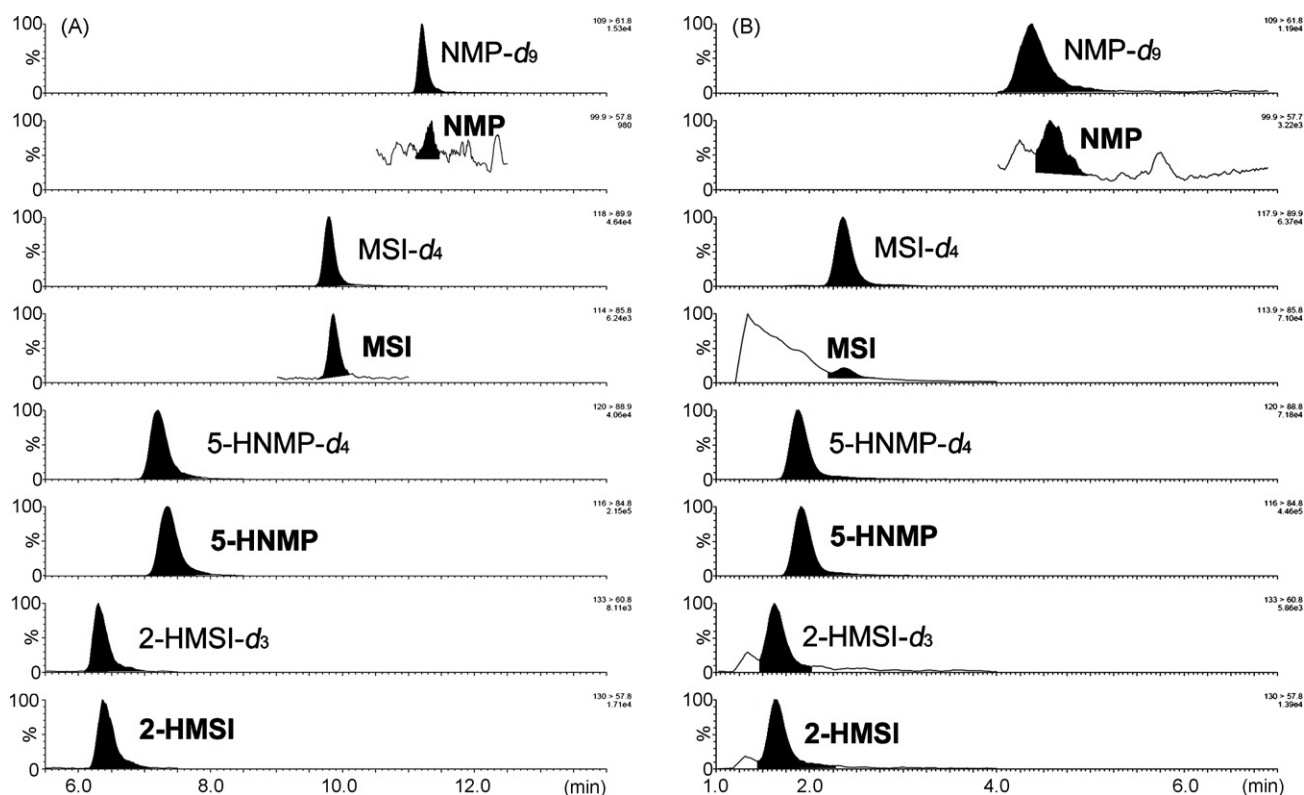 (A)
100
%
0
NMP-d9
109 > 61.8
1.53e4
100
%
0
NMP
99.9 > 57.8
980
100
%
0
MSI-d4
118 > 89.9
4.64e4
100
%
0
MSI
114 > 85.8
6.24e3
100
%
0
5-HNMP-d4
120 > 88.9
4.06e4
100
%
0
5-HNMP
116 > 84.8
2.15e5
100
%
0
2-HMSI-d3
133 > 60.8
8.11e3
100
%
0
2-HMSI
130 > 57.8
1.71e4
6.0 8.0 10.0 12.0 (min)
(B)
100
%
0
NMP-d9
109 > 61.8
1.19e4
100
%
0
NMP
99.9 > 57.7
3.22e3
100
%
0
MSI-d4
117.9 > 89.9
6.37e4
100
%
0
MSI
113.9 > 85.8
7.10e4
100
%
0
5-HNMP-d4
120 > 88.8
7.18e4
100
%
0
5-HNMP
116 > 84.8
4.46e5
100
%
0
2-HMSI-d3
133 > 60.8
5.86e3
100
%
0
2-HMSI
130 > 57.8
1.39e4
1.0 2.0 4.0 6.0 (min)